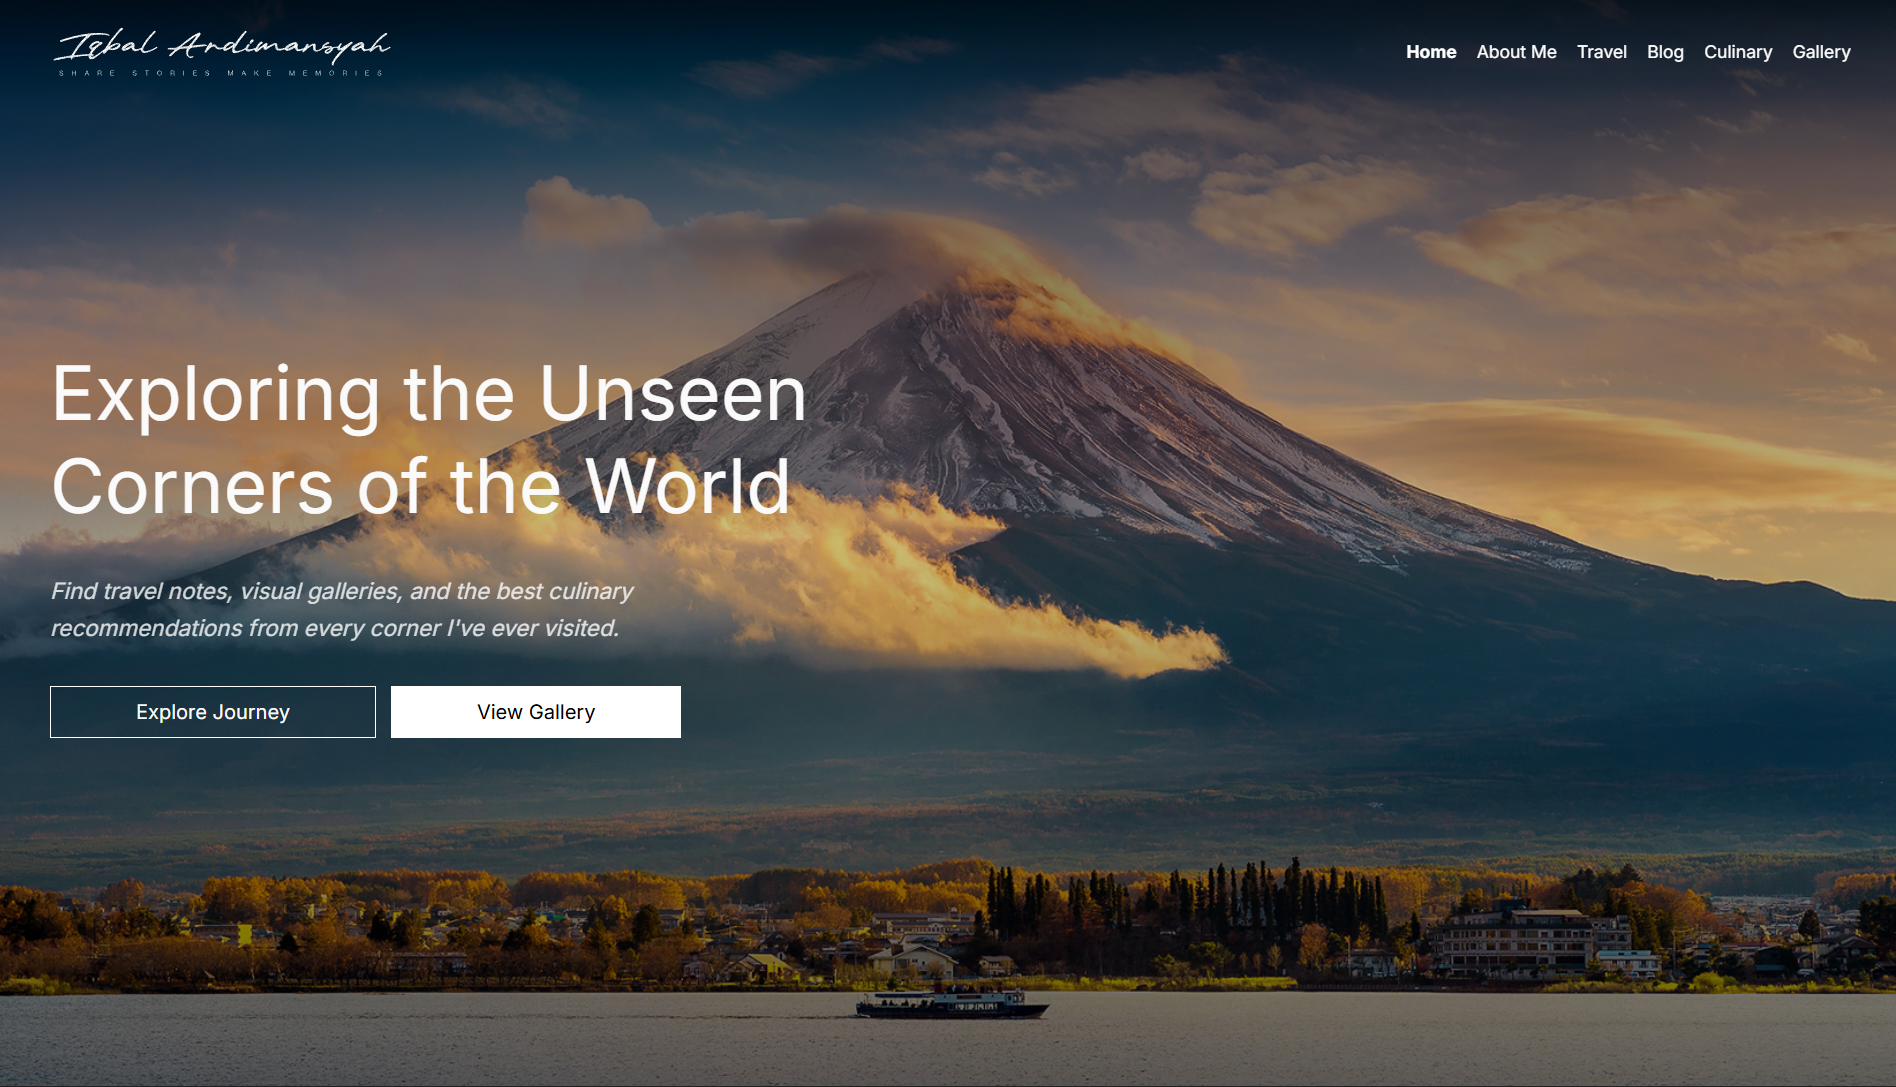 Iqbal Ardimansyah
SHARE STORIES MAKE MEMORIES
Home About Me Travel Blog Culinary Gallery
Exploring the Unseen
Corners of the World
Find travel notes, visual galleries, and the best culinary
recommendations from every corner I've ever visited.
Explore Journey View Gallery